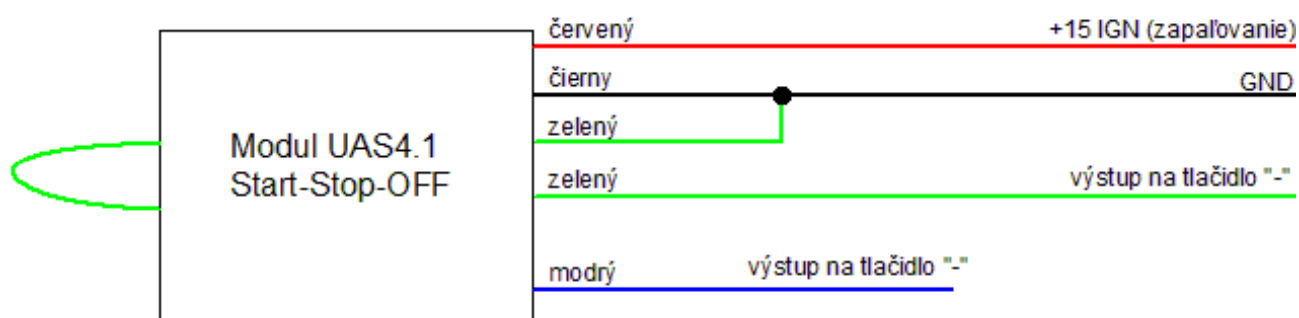 červený
+15 IGN (zapaľovanie)
čierny
GND
zelený
Modul UAS4.1
Start-Stop-OFF
zelený
výstup na tlačidlo "-"
modrý
výstup na tlačidlo "-"